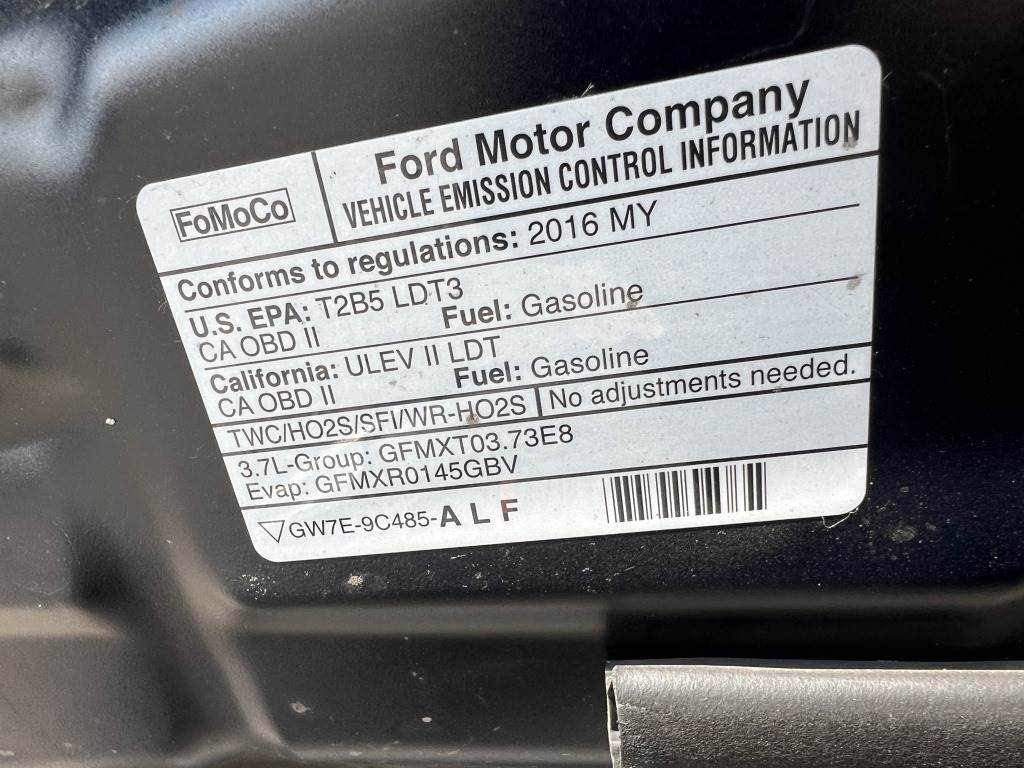 FoMoCo
Ford Motor Company
VEHICLE EMISSION CONTROL INFORMATION
Conforms to regulations: 2016 MY
U.S. EPA: T2B5 LDT3
CA OBD II Fuel: Gasoline
California: ULEV II LDT
CA OBD II Fuel: Gasoline
TWC/HO2S/SFI/WR-HO2S No adjustments needed.
3.7L-Group: GFMXT03.73E8
Evap: GFMXR0145GBV
GW7E-9C485-A L F